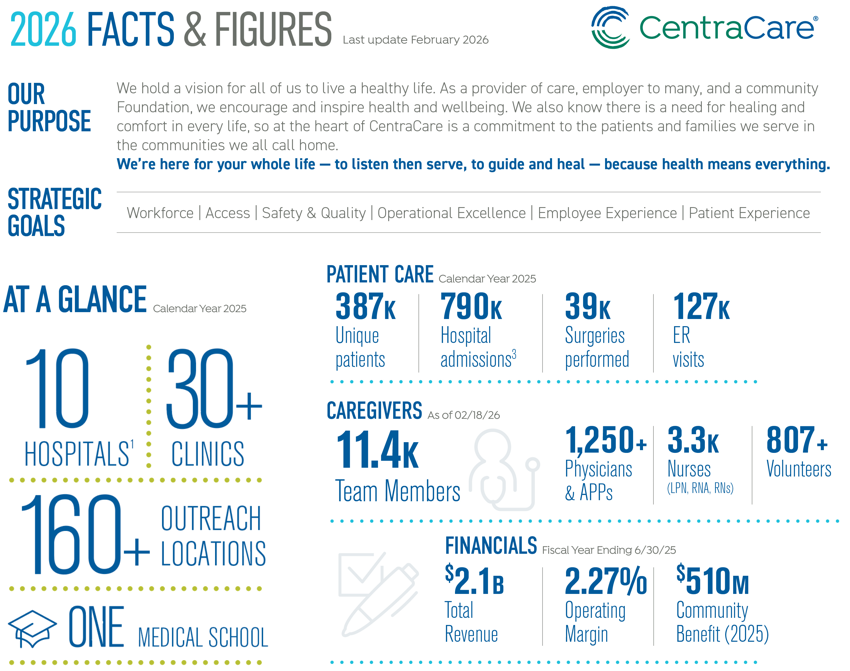 2026 FACTS & FIGURES Last update February 2026
CentraCare®
OUR
PURPOSE
We hold a vision for all of us to live a healthy life. As a provider of care, employer to many, and a community
Foundation, we encourage and inspire health and wellbeing. We also know there is a need for healing and
comfort in every life, so at the heart of CentraCare is a commitment to the patients and families we serve in
the communities we all call home.
We're here for your whole life — to listen then serve, to guide and heal — because health means everything.
STRATEGIC
GOALS
Workforce | Access | Safety & Quality | Operational Excellence | Employee Experience | Patient Experience
AT A GLANCE Calendar Year 2025
10
HOSPITALS¹
30+
CLINICS
160+
OUTREACH
LOCATIONS
ONE MEDICAL SCHOOL
PATIENT CARE Calendar Year 2025
387K
Unique
patients
790K
Hospital
admissions³
39K
Surgeries
performed
127K
ER
visits
CAREGIVERS As of 02/18/26
11.4K
Team Members
1,250+
Physicians
& APPs
3.3K
Nurses
(LPN, RNA, RNs)
807+
Volunteers
FINANCIALS Fiscal Year Ending 6/30/25
$2.1B
Total
Revenue
2.27%
Operating
Margin
$510M
Community
Benefit (2025)